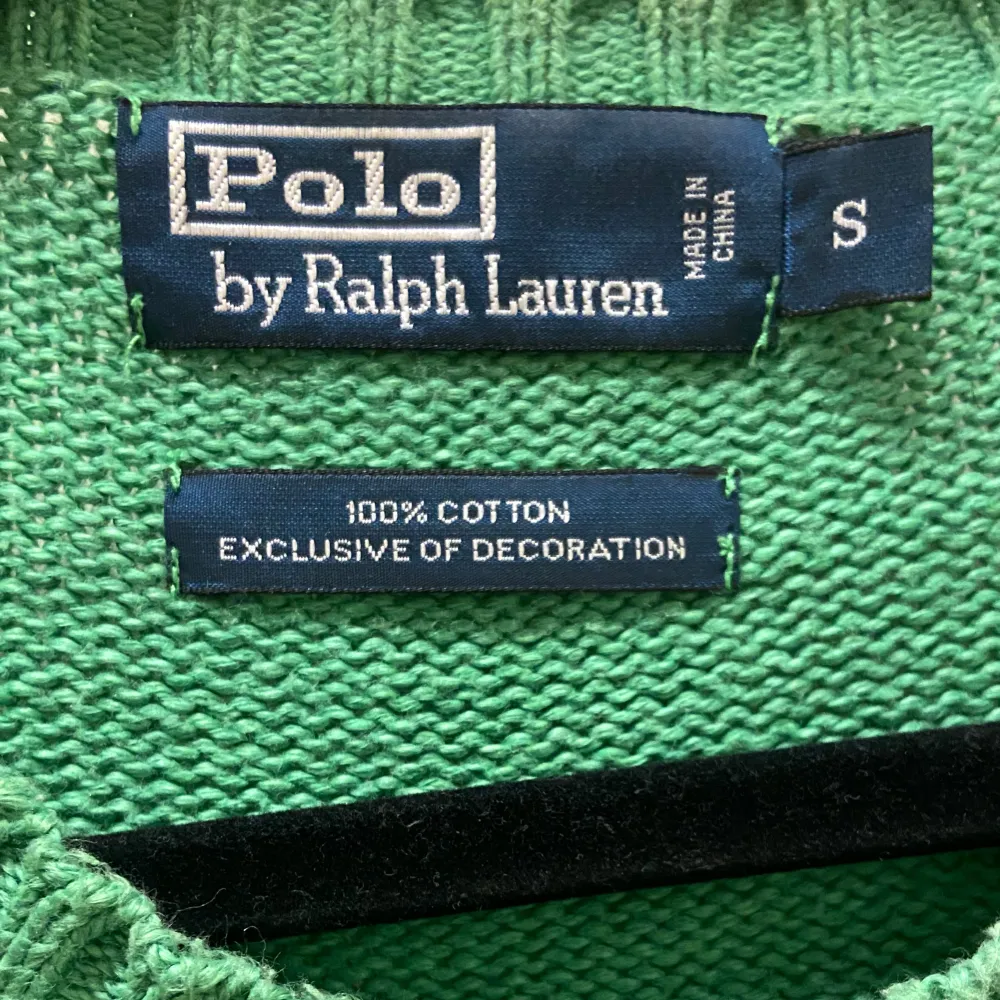 Polo
by Ralph Lauren
MADE IN
CHINA
S
100% COTTON
EXCLUSIVE OF DECORATION